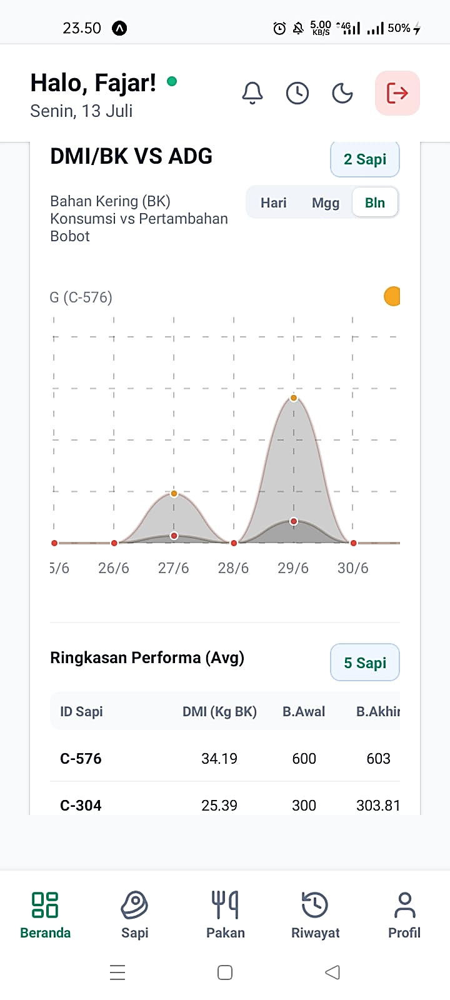 23.50
5.00
KB/S
4G
50%
Halo, Fajar!
Senin, 13 Juli
DMI/BK VS ADG
2 Sapi
Bahan Kering (BK)
Konsumsi vs Pertambahan
Bobot
Hari
Mgg
Bln
G (C-576)
5/6
26/6
27/6
28/6
29/6
30/6
Ringkasan Performa (Avg)
5 Sapi
ID Sapi
DMI (Kg BK)
B.Awal
B.Akhir
C-576
34.19
600
603
C-304
25.39
300
303.81
Beranda
Sapi
Pakan
Riwayat
Profil